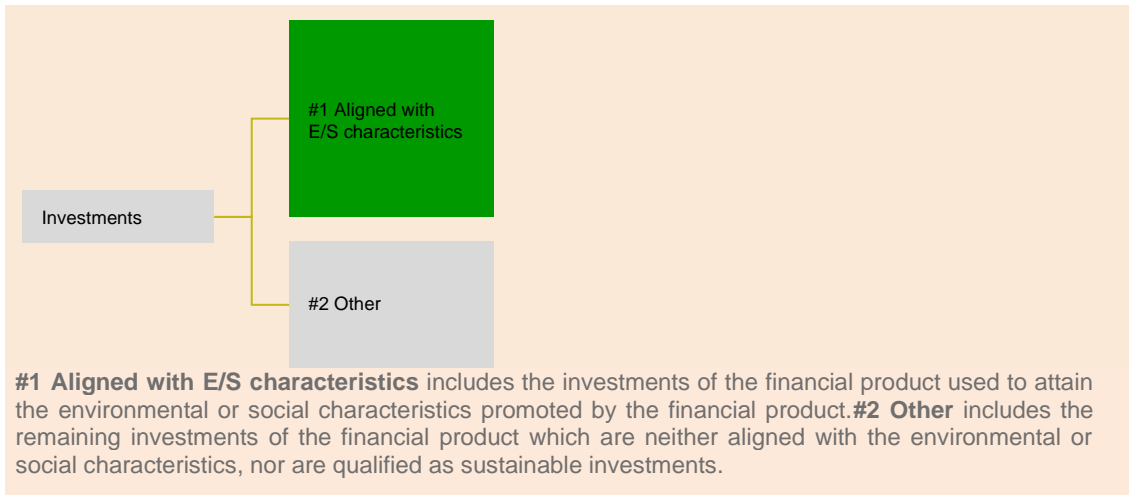 #1 Aligned with
E/S characteristics
Investments
#2 Other
#1 Aligned with E/S characteristics includes the investments of the financial product used to attain
the environmental or social characteristics promoted by the financial product.#2 Other includes the
remaining investments of the financial product which are neither aligned with the environmental or
social characteristics, nor are qualified as sustainable investments.